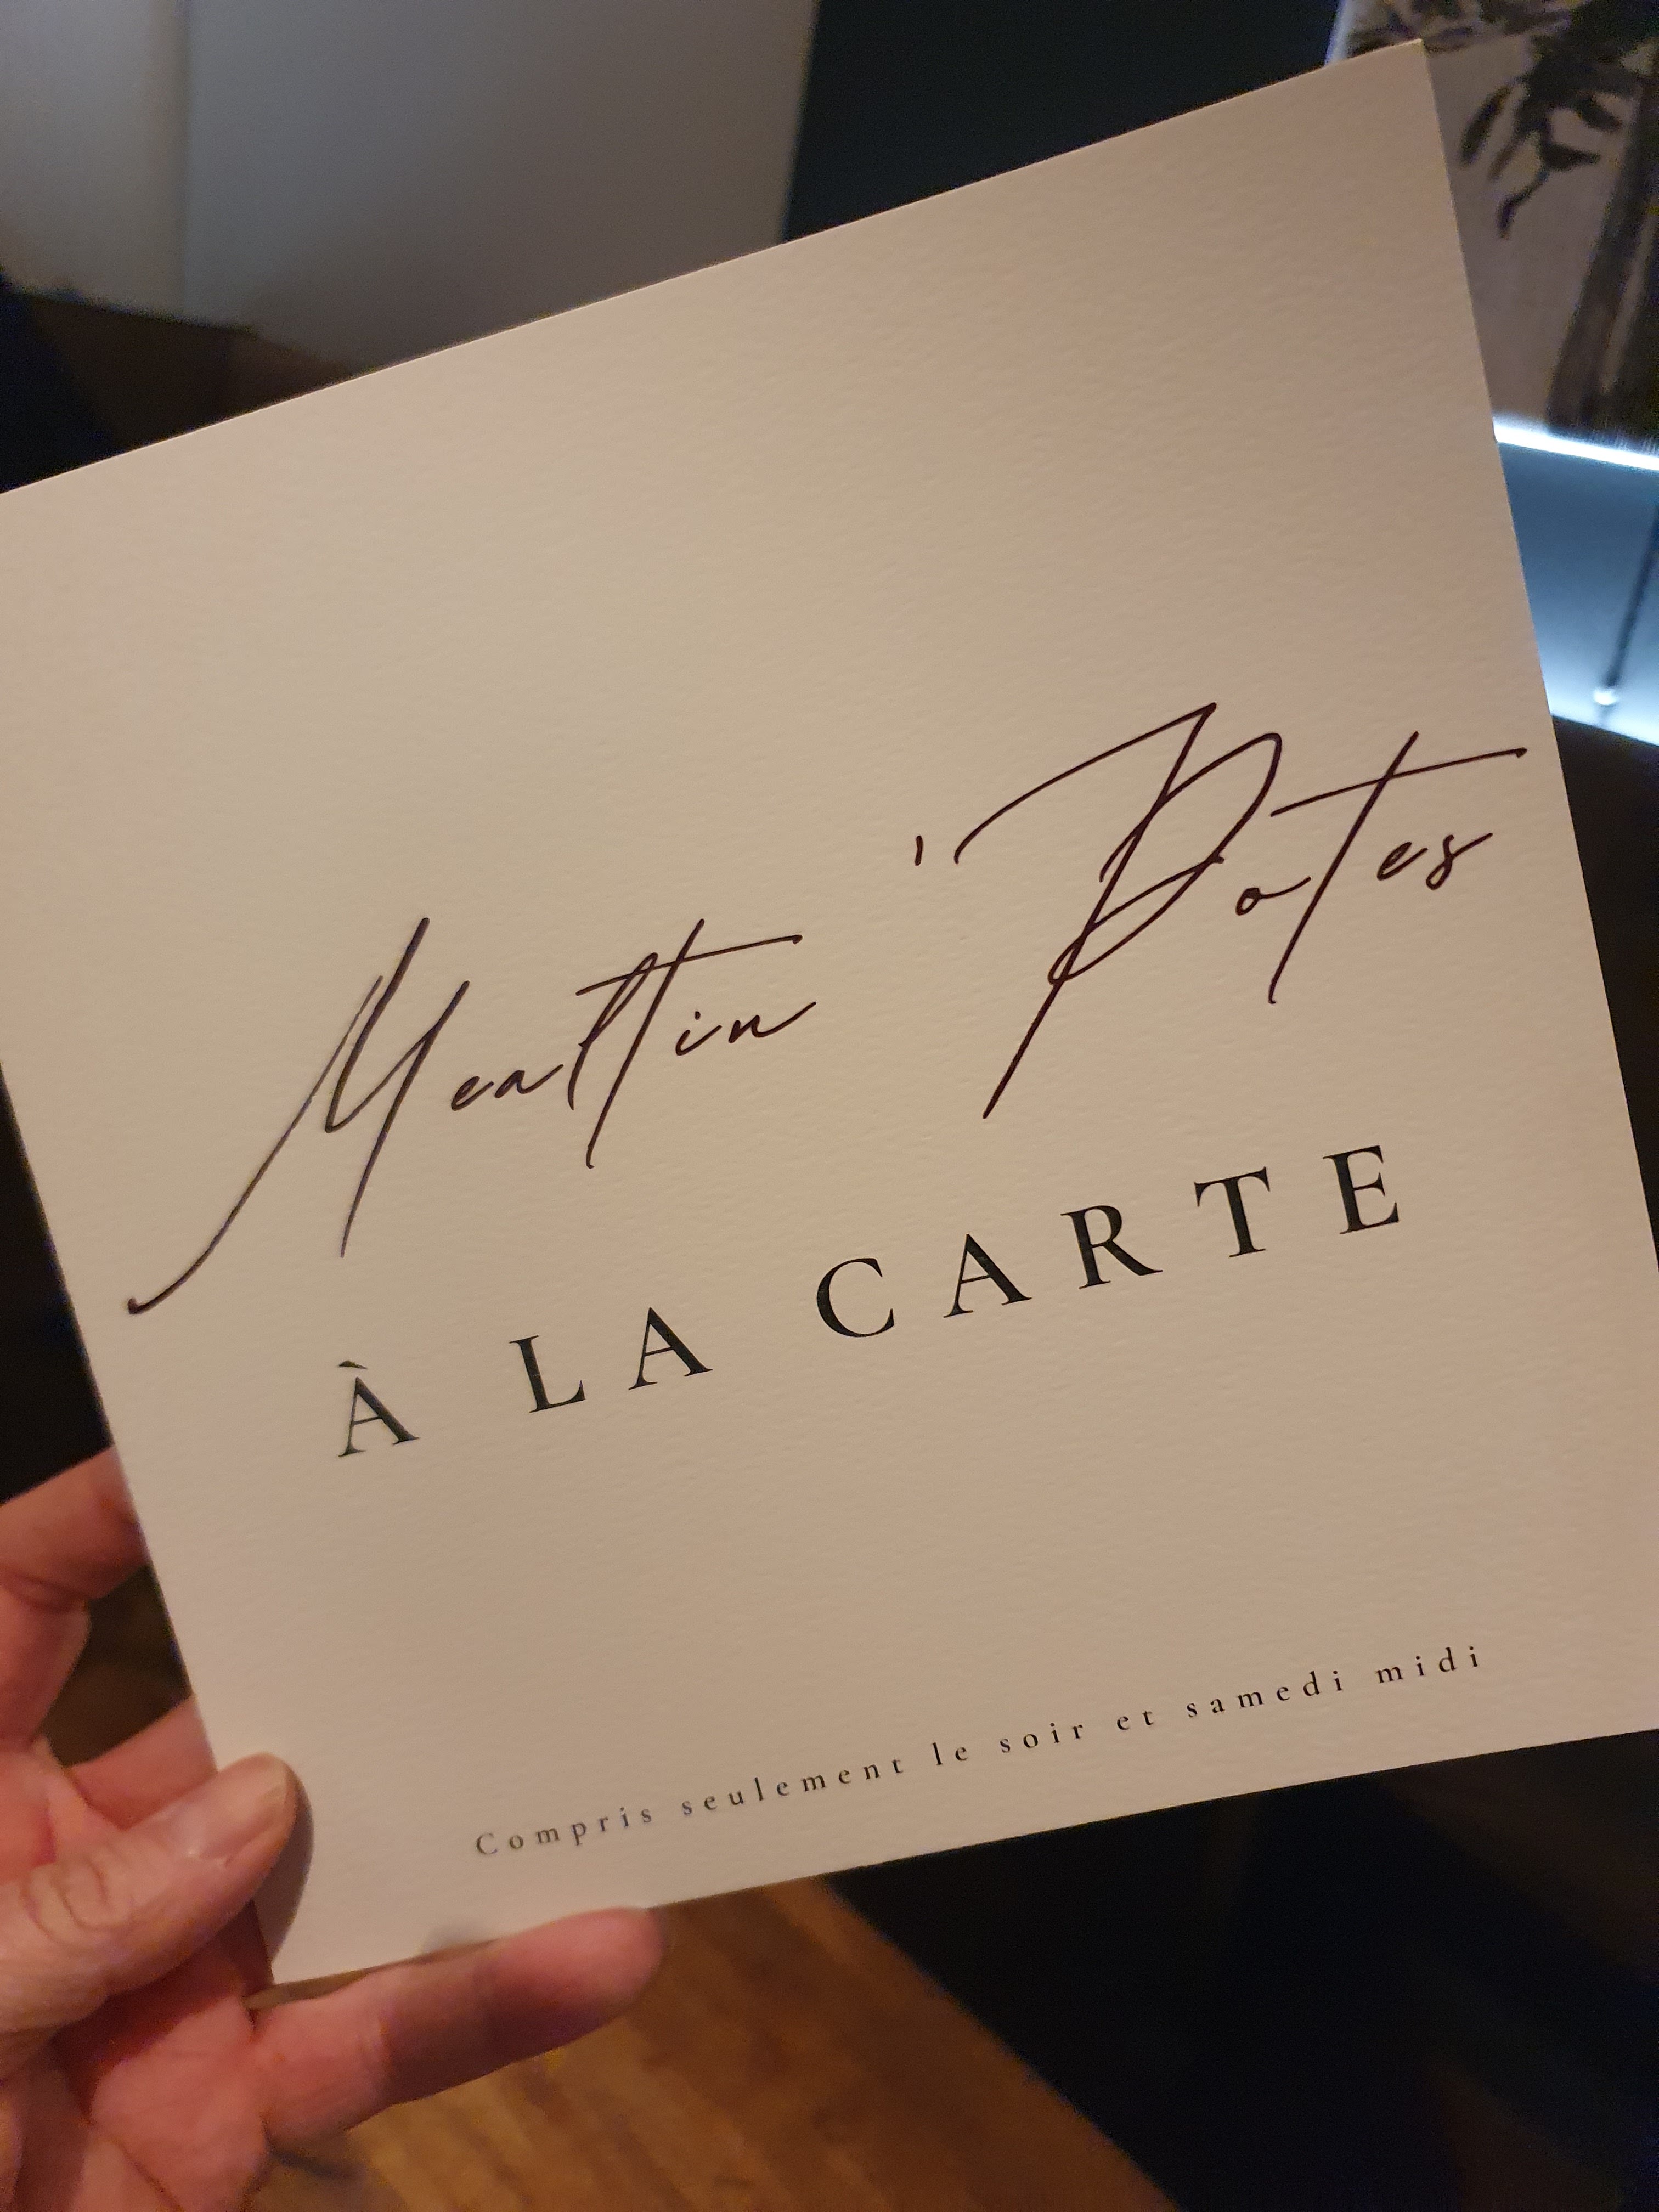 Meattin 'Potes
À LA CARTE
Compris seulement le soir et samedi midi